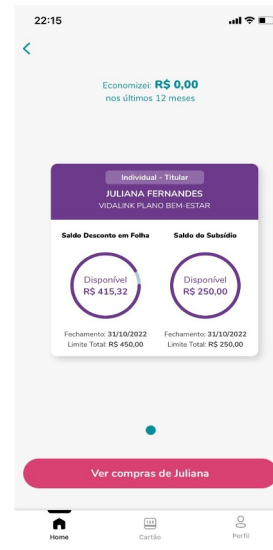 22:15
Economizei: R$ 0,00
nos últimos 12 meses
Individual - Titular
JULIANA FERNANDES
VIDALINK PLANO BEM-ESTAR
Saldo Desconto em Folha
Disponível
R$ 415,32
Fechamento: 31/10/2022
Limite Total: R$ 450,00
Saldo do Subsídio
Disponível
R$ 250,00
Fechamento: 31/10/2022
Limite Total: R$ 250,00
Ver compras de Juliana
Home
Cartão
Perfil